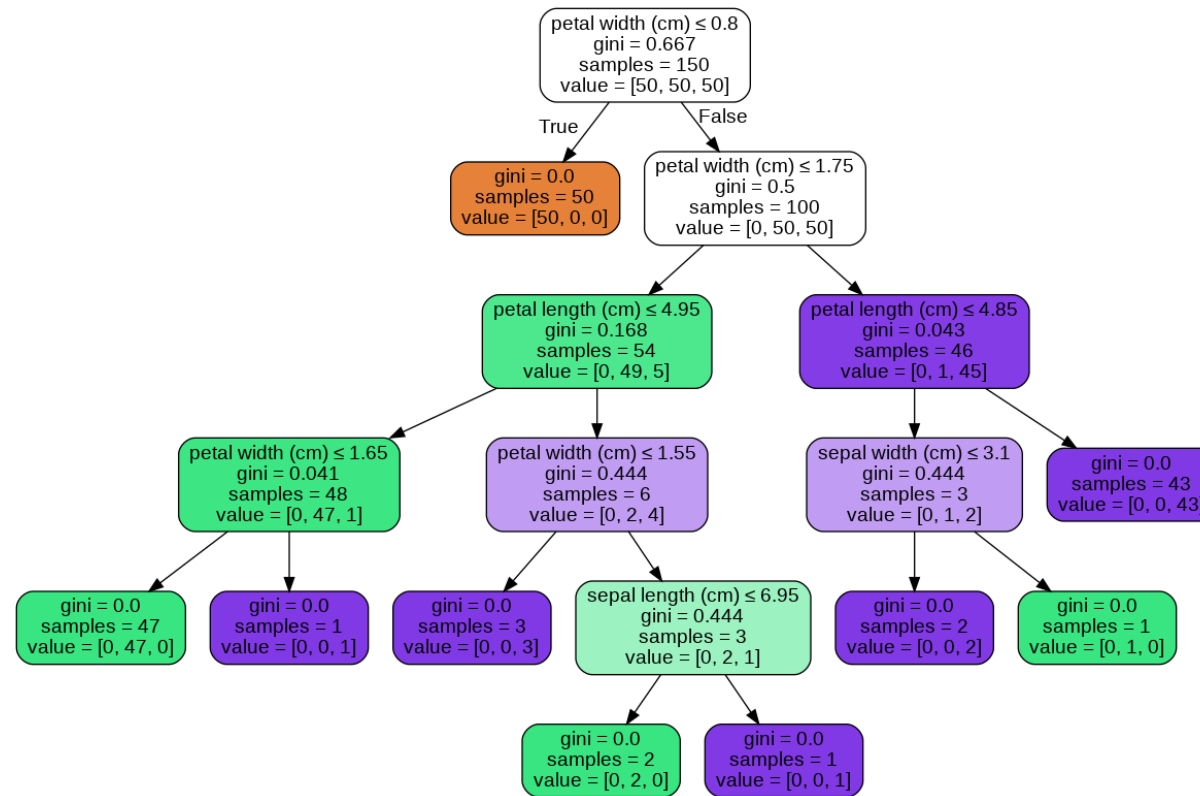 petal width (cm) ≤ 0.8
gini = 0.667
samples = 150
value = [50, 50, 50]
True
False
gini = 0.0
samples = 50
value = [50, 0, 0]
petal width (cm) ≤ 1.75
gini = 0.5
samples = 100
value = [0, 50, 50]
petal length (cm) ≤ 4.95
gini = 0.168
samples = 54
value = [0, 49, 5]
petal length (cm) ≤ 4.85
gini = 0.043
samples = 46
value = [0, 1, 45]
petal width (cm) ≤ 1.65
gini = 0.041
samples = 48
value = [0, 47, 1]
petal width (cm) ≤ 1.55
gini = 0.444
samples = 6
value = [0, 2, 4]
sepal width (cm) ≤ 3.1
gini = 0.444
samples = 3
value = [0, 1, 2]
gini = 0.0
samples = 43
value = [0, 0, 43]
gini = 0.0
samples = 47
value = [0, 47, 0]
gini = 0.0
samples = 1
value = [0, 0, 1]
gini = 0.0
samples = 3
value = [0, 0, 3]
sepal length (cm) ≤ 6.95
gini = 0.444
samples = 3
value = [0, 2, 1]
gini = 0.0
samples = 2
value = [0, 0, 2]
gini = 0.0
samples = 1
value = [0, 1, 0]
gini = 0.0
samples = 2
value = [0, 2, 0]
gini = 0.0
samples = 1
value = [0, 0, 1]